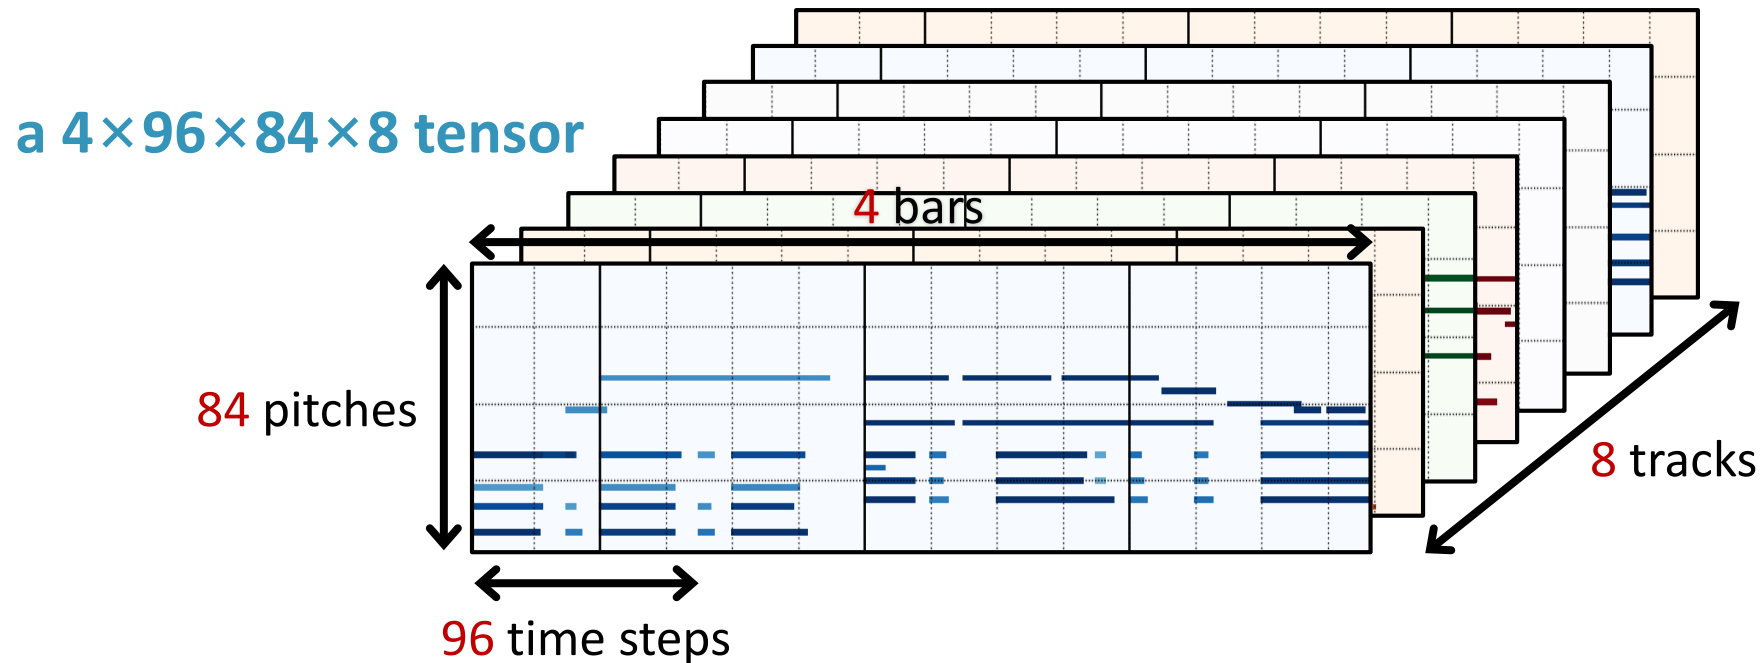 a 4×96×84×8 tensor
4 bars
84 pitches
8 tracks
96 time steps